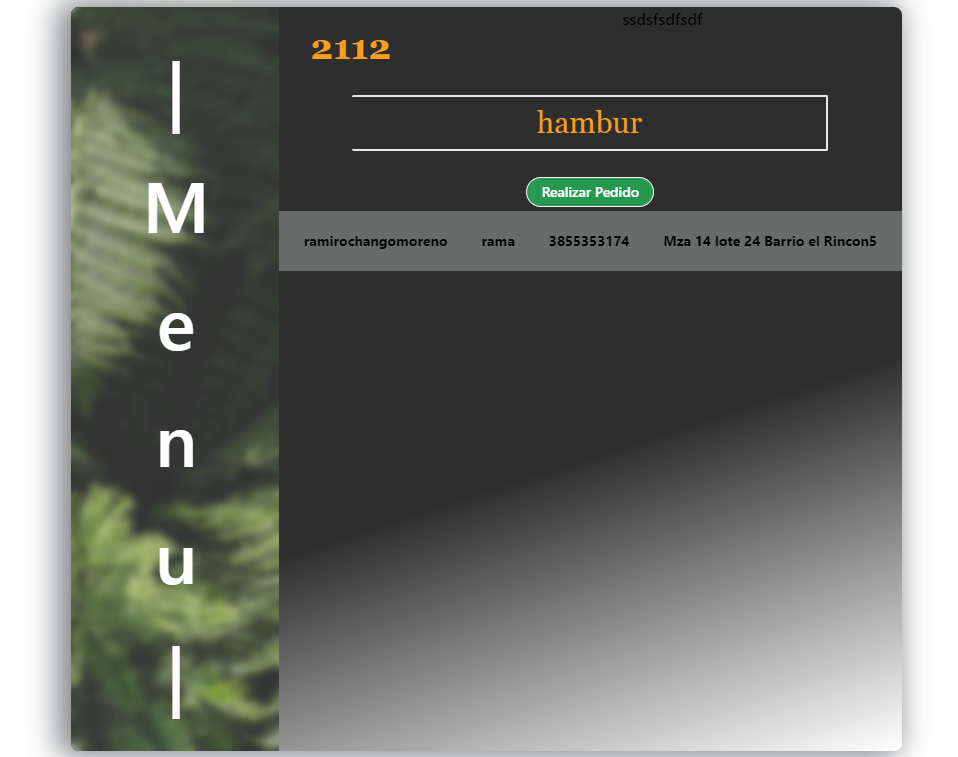 | M e n u |
ssdsfsdfsdf
2112
hambur
Realizar Pedido
ramirochangomoreno rama 3855353174 Mza 14 lote 24 Barrio el Rincon5